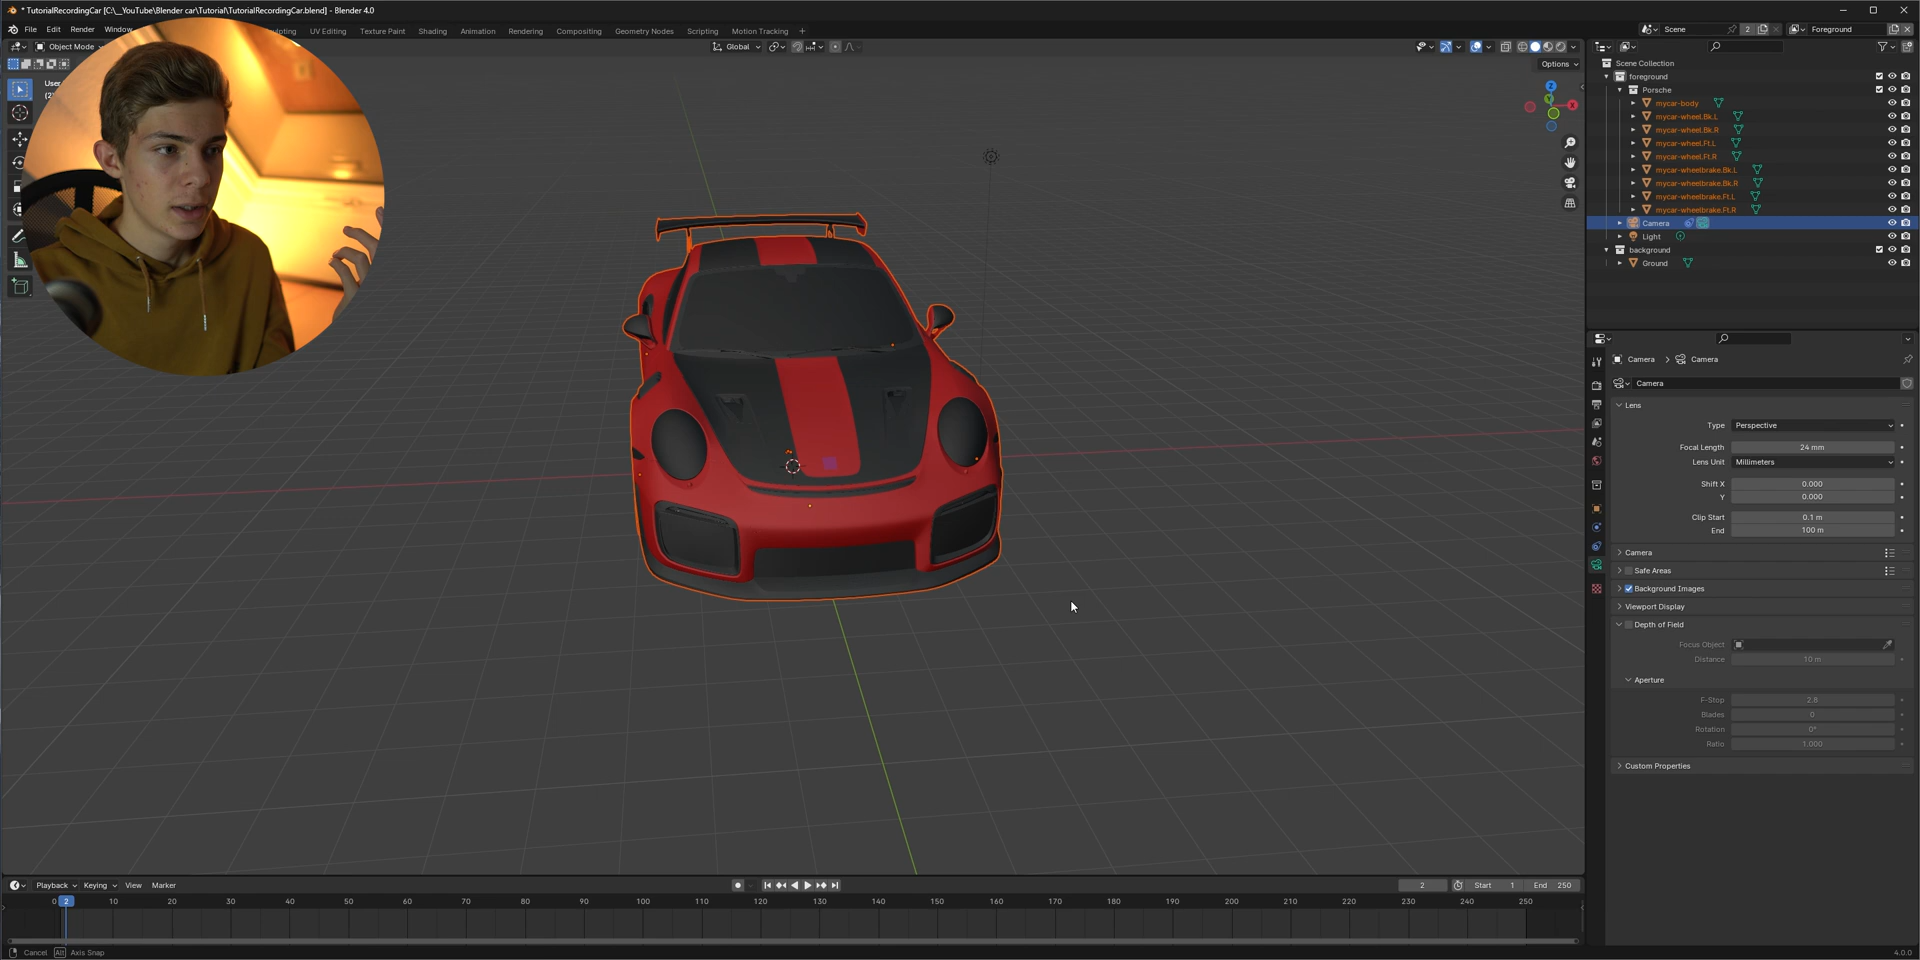 * TutorialRecordingCar [C:\__YouTube\Blender car\Tutorial\TutorialRecordingCar.blend] - Blender 4.0
File Edit Render Window
UV Editing Texture Paint Shading Animation Rendering Compositing Geometry Nodes Scripting Motion Tracking +
Scene 2 Foreground
Object Mode
Global
Options
User
Z
Y
X
Scene Collection
foreground
Porsche
mycar-body
mycar-wheel.Bk.L
mycar-wheel.Bk.R
mycar-wheel.Ft.L
mycar-wheel.Ft.R
mycar-wheelbrake.Bk.L
mycar-wheelbrake.Bk.R
mycar-wheelbrake.Ft.L
mycar-wheelbrake.Ft.R
Camera
Light
background
Ground
Camera > Camera
Camera
Lens
Type Perspective
Focal Length 24 mm
Lens Unit Millimeters
Shift X 0.000
Y 0.000
Clip Start 0.1 m
End 100 m
Camera
Safe Areas
Background Images
Viewport Display
Depth of Field
Focus Object
Distance 10 m
Aperture
F-Stop 2.8
Blades 0
Rotation 0°
Ratio 1.000
Custom Properties
Playback Keying View Marker
2 Start 1 End 250
0 2 10 20 30 40 50 60 70 80 90 100 110 120 130 140 150 160 170 180 190 200 210 220 230 240 250
Cancel Alt Axis Snap
4.0.0